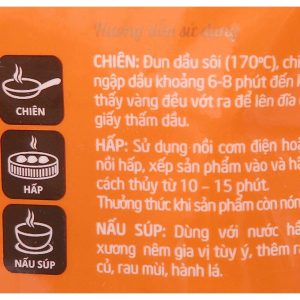 Hướng dẫn sử dụng
CHIÊN
CHIÊN: Đun dầu sôi (170°C), chi
ngập dầu khoảng 6-8 phút đến k
thấy vàng đều vớt ra để lên đĩa
giấy thấm dầu.
HẤP
HẤP: Sử dụng nồi cơm điện hoặ
nồi hấp, xếp sản phẩm vào và hấ
cách thủy từ 10 – 15 phút.
Thưởng thức khi sản phẩm còn nón
NẤU SÚP
NẤU SÚP: Dùng với nước hầ
xương nêm gia vị tùy ý, thêm r
củ, rau mùi, hành lá.